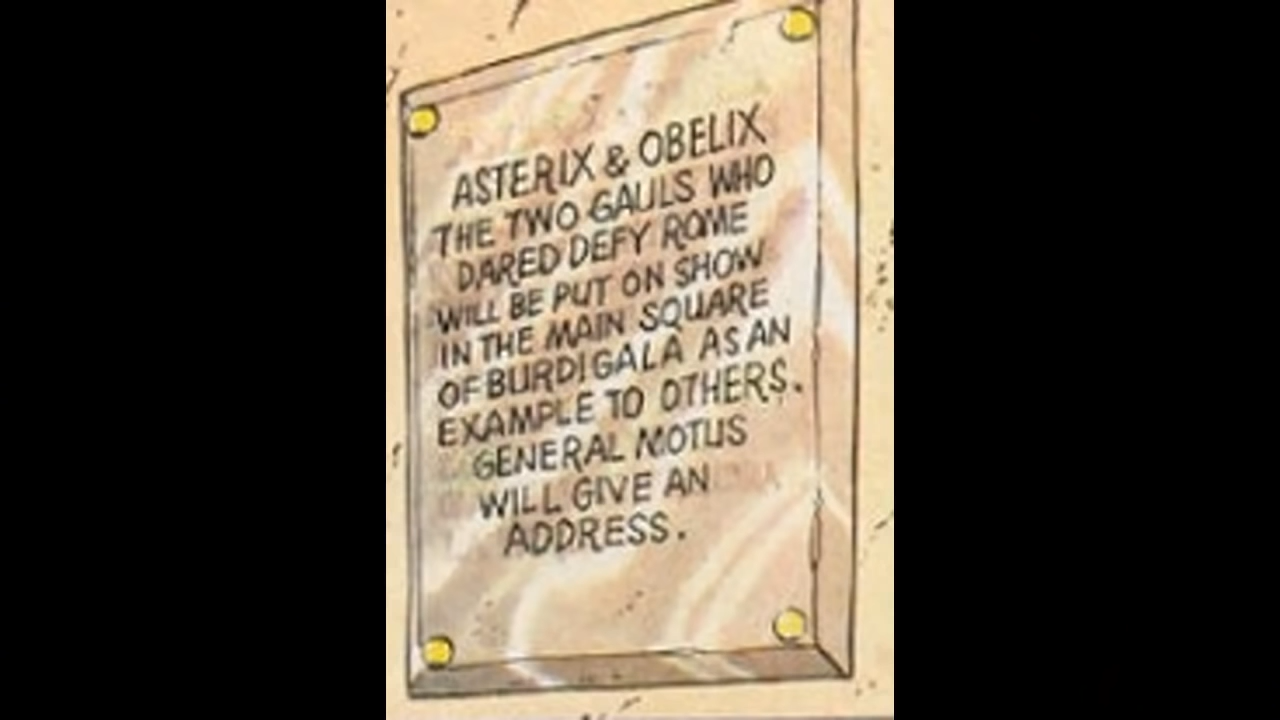 ASTERIX & OBELIX
THE TWO GAULS WHO
DARED DEFY ROME
WILL BE PUT ON SHOW
IN THE MAIN SQUARE
OF BURDIGALA AS AN
EXAMPLE TO OTHERS.
GENERAL MOTUS
WILL GIVE AN
ADDRESS.